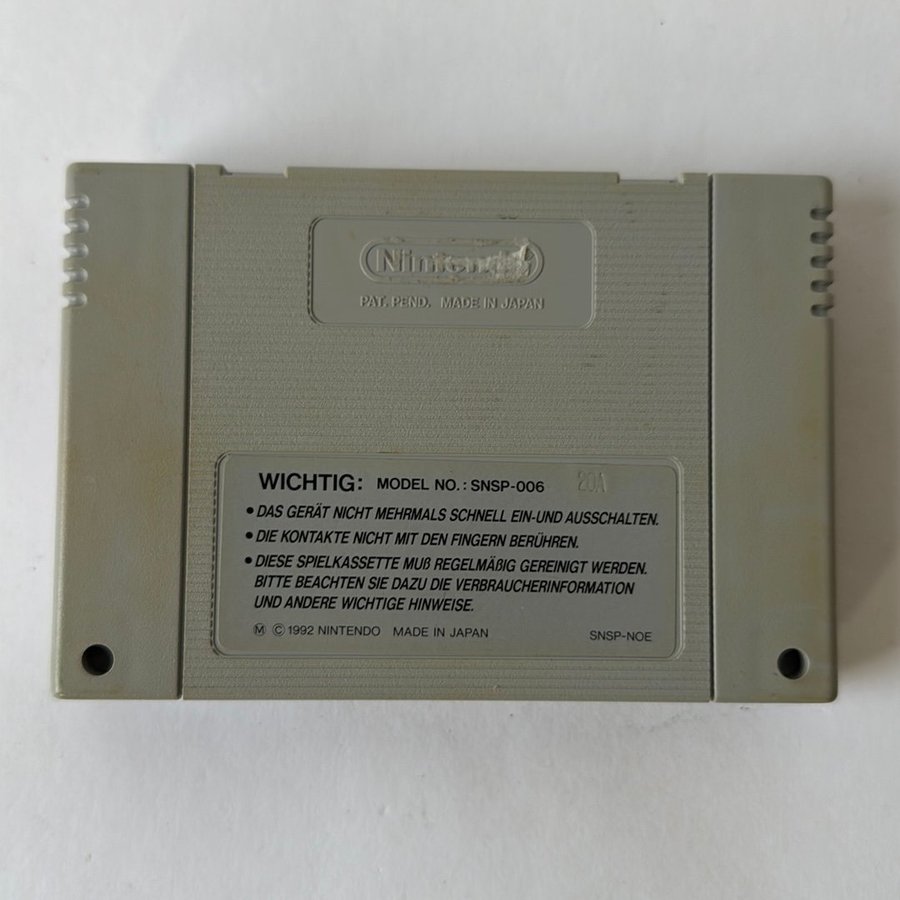 Nintendo
PAT. PEND. MADE IN JAPAN
WICHTIG: MODEL NO.: SNSP-006 20A
• DAS GERÄT NICHT MEHRMALS SCHNELL EIN-UND AUSSCHALTEN.
• DIE KONTAKTE NICHT MIT DEN FINGERN BERÜHREN.
• DIESE SPIELKASSETTE MUß REGELMÄßIG GEREINIGT WERDEN.
BITTE BEACHTEN SIE DAZU DIE VERBRAUCHERINFORMATION
UND ANDERE WICHTIGE HINWEISE.
Ⓜ © 1992 NINTENDO MADE IN JAPAN SNSP-NOE